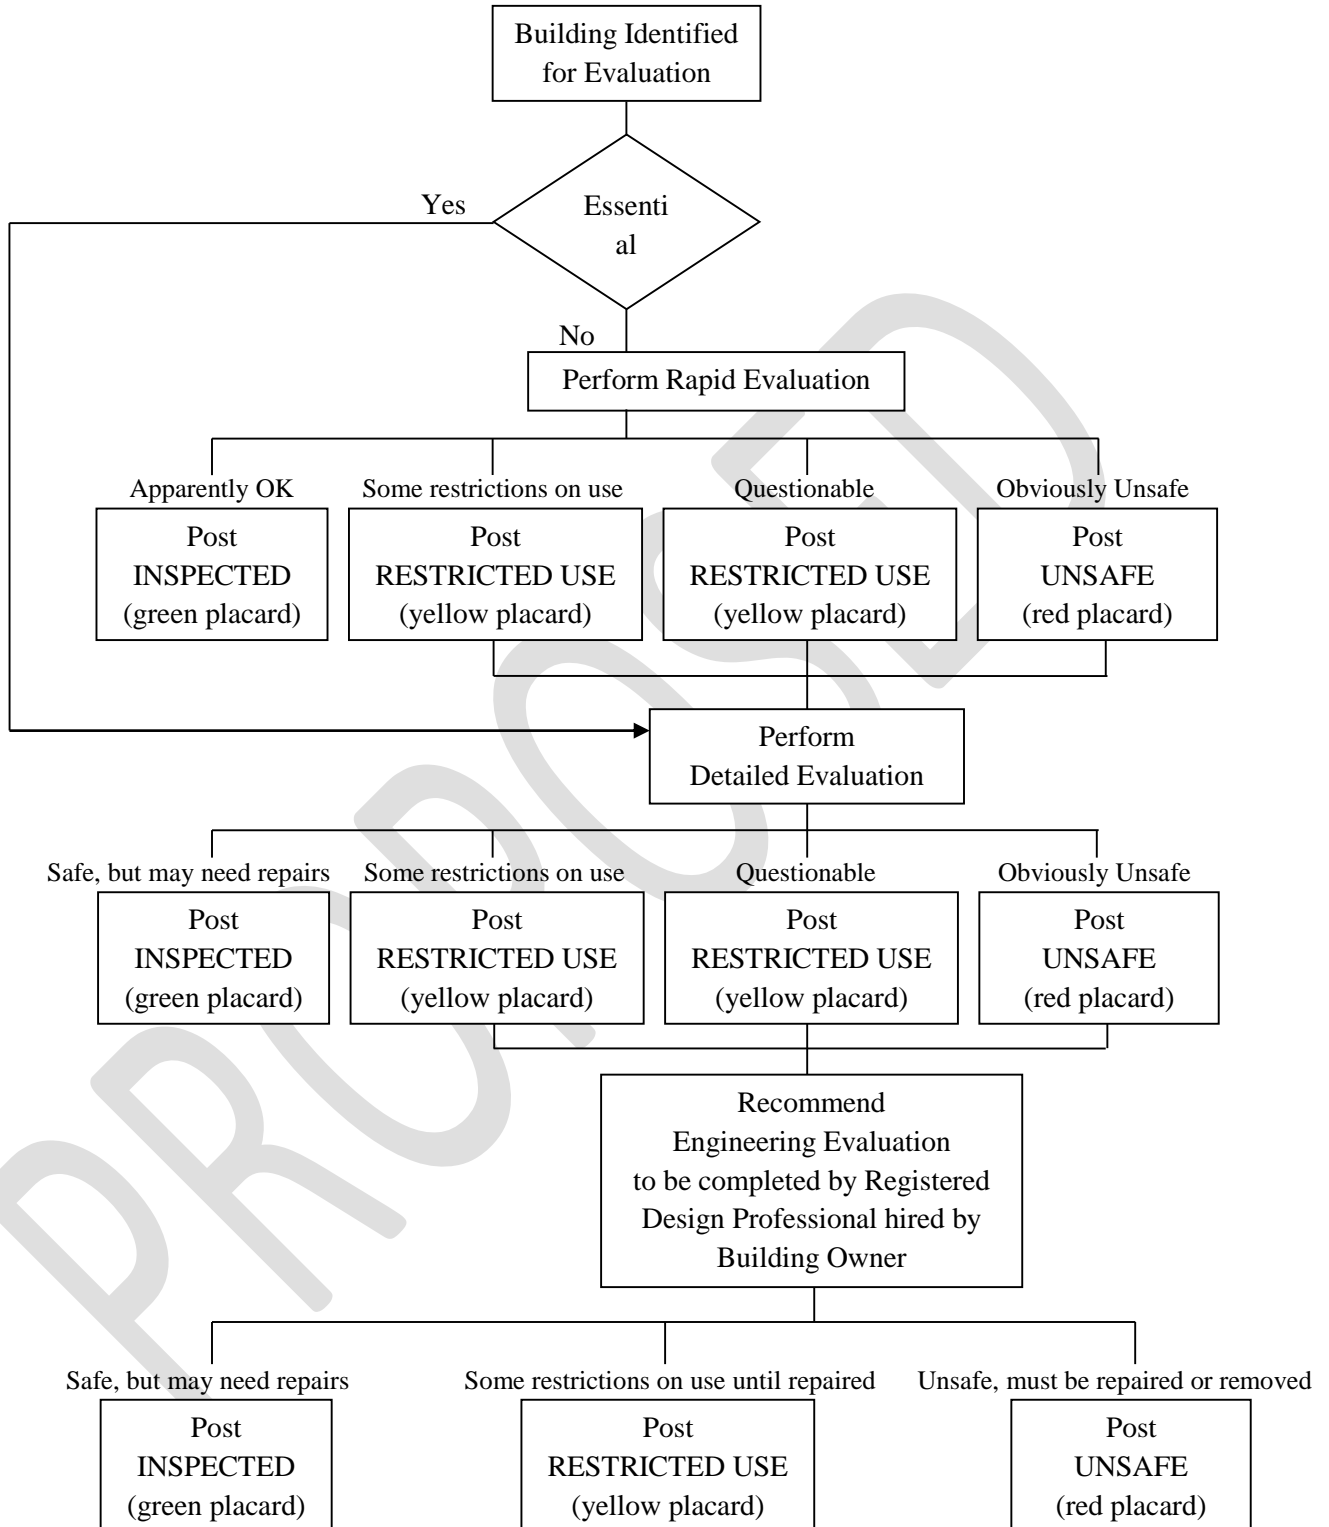 Building Identified
for Evaluation
Yes
Essenti
al
No
Perform Rapid Evaluation
Apparently OK
Some restrictions on use
Questionable
Obviously Unsafe
Post
INSPECTED
(green placard)
Post
RESTRICTED USE
(yellow placard)
Post
RESTRICTED USE
(yellow placard)
Post
UNSAFE
(red placard)
Perform
Detailed Evaluation
Safe, but may need repairs
Some restrictions on use
Questionable
Obviously Unsafe
Post
INSPECTED
(green placard)
Post
RESTRICTED USE
(yellow placard)
Post
RESTRICTED USE
(yellow placard)
Post
UNSAFE
(red placard)
Recommend
Engineering Evaluation
to be completed by Registered
Design Professional hired by
Building Owner
Safe, but may need repairs
Some restrictions on use until repaired
Unsafe, must be repaired or removed
Post
INSPECTED
(green placard)
Post
RESTRICTED USE
(yellow placard)
Post
UNSAFE
(red placard)
PROPOSED